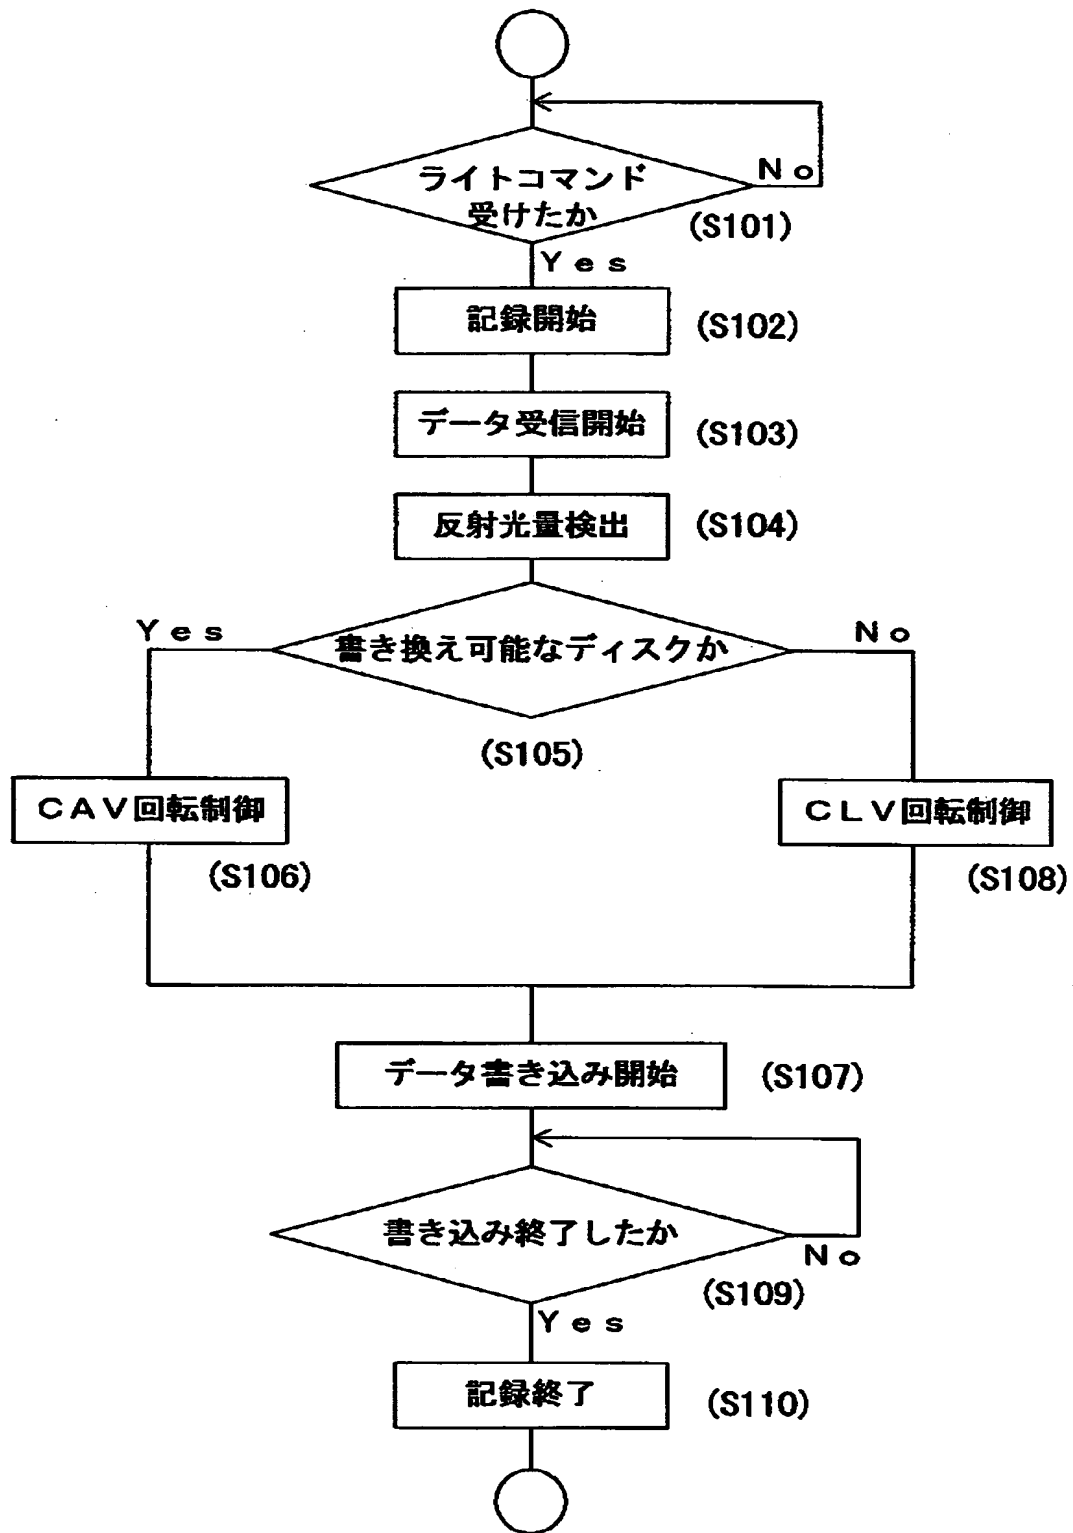 ライトコマンド
受けたか
No
(S101)
Yes
記録開始
(S102)
データ受信開始
(S103)
反射光量検出
(S104)
Yes
書き換え可能なディスクか
No
(S105)
CAV回転制御
(S106)
CLV回転制御
(S108)
データ書き込み開始
(S107)
書き込み終了したか
No
(S109)
Yes
記録終了
(S110)